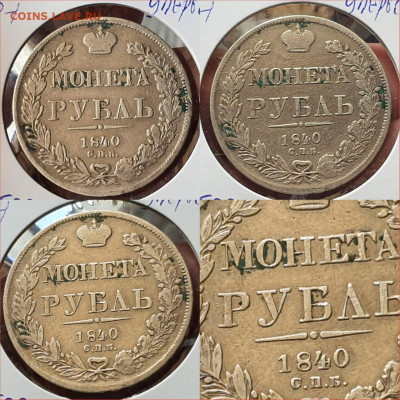 COINS.LAVE.RU
МОНЕТА
РУБЛЬ
1840
С.П.Б.
МОНЕТА
РУБЛЬ
1840
С.П.Б.
МОНЕТА
РУБЛЬ
1840
С.П.Б.
МОНЕТА
РУБЛЬ
1840
С.П.Б.